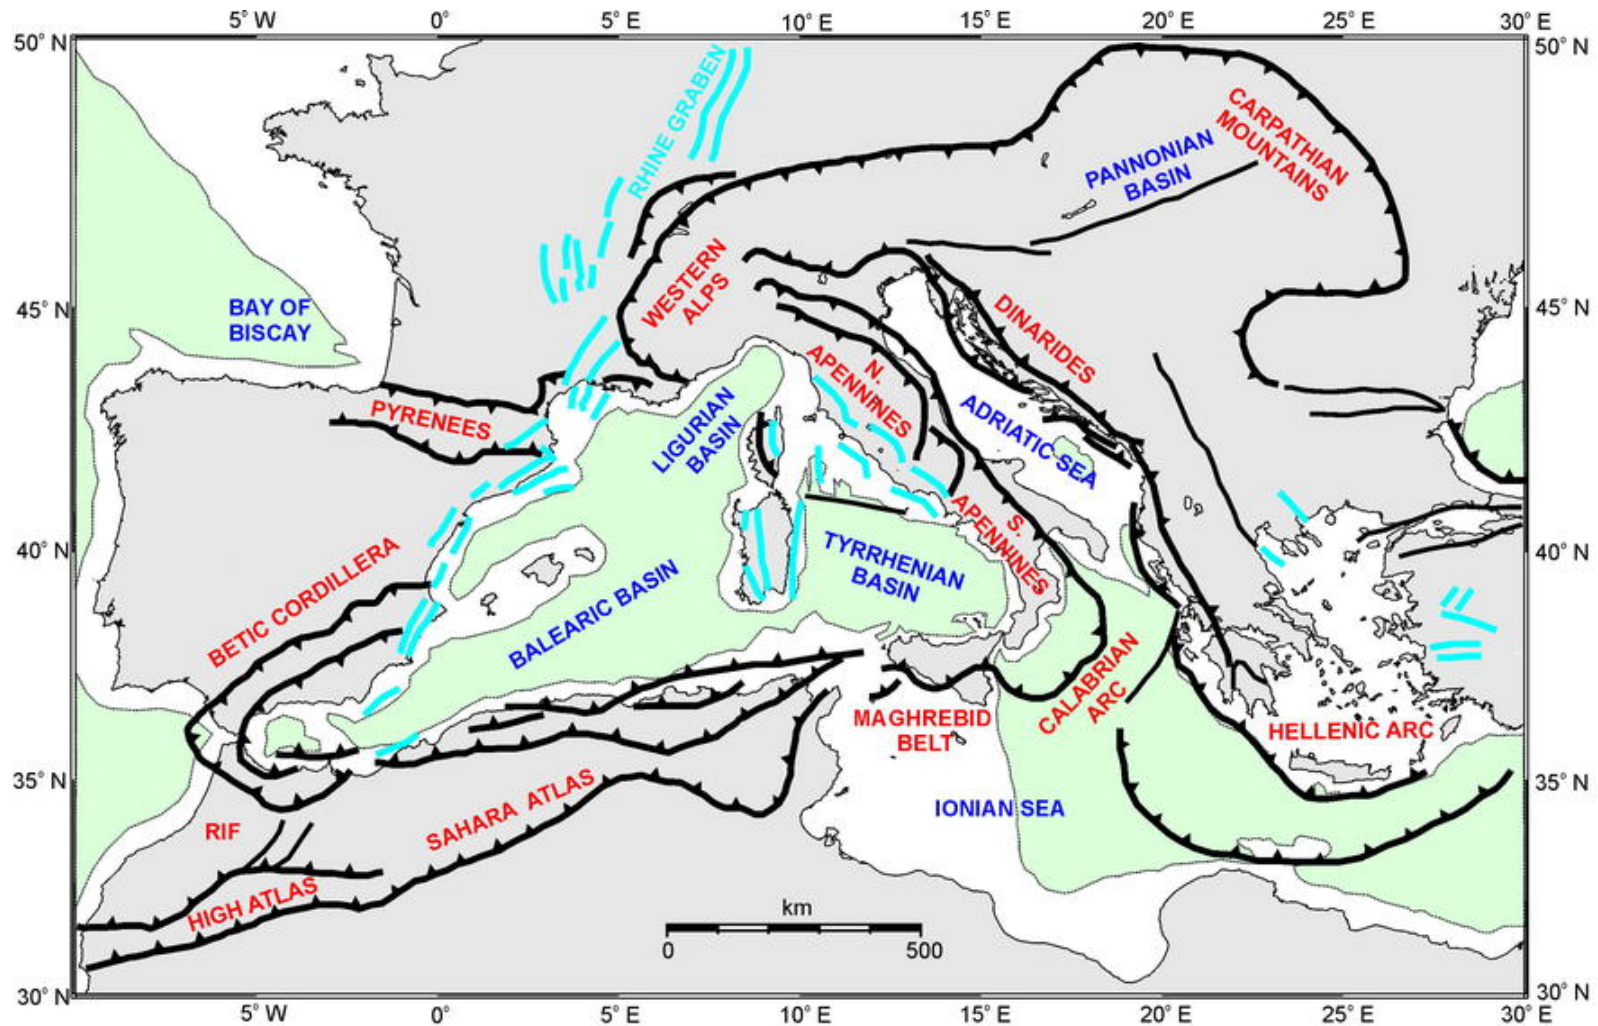 5° W 0° 5° E 10° E 15° E 20° E 25° E 30° E
50° N
50° N
RHINE GRABEN
CARPATHIAN
MOUNTAINS
PANNONIAN
BASIN
WESTERN
ALPS
BAY OF
BISCAY
45° N
45° N
DINARIDES
N.
APENNINES
PYRENEES
LIGURIAN
BASIN
ADRIATIC SEA
S.
APENNINES
40° N
40° N
TYRRHENIAN
BASIN
BETIC CORDILLERA
BALEARIC BASIN
CALABRIAN
ARC
MAGHREBID
BELT
HELLENIC ARC
35° N
35° N
SAHARA ATLAS
IONIAN SEA
RIF
HIGH ATLAS
km
0 500
30° N
30° N
5° W 0° 5° E 10° E 15° E 20° E 25° E 30° E